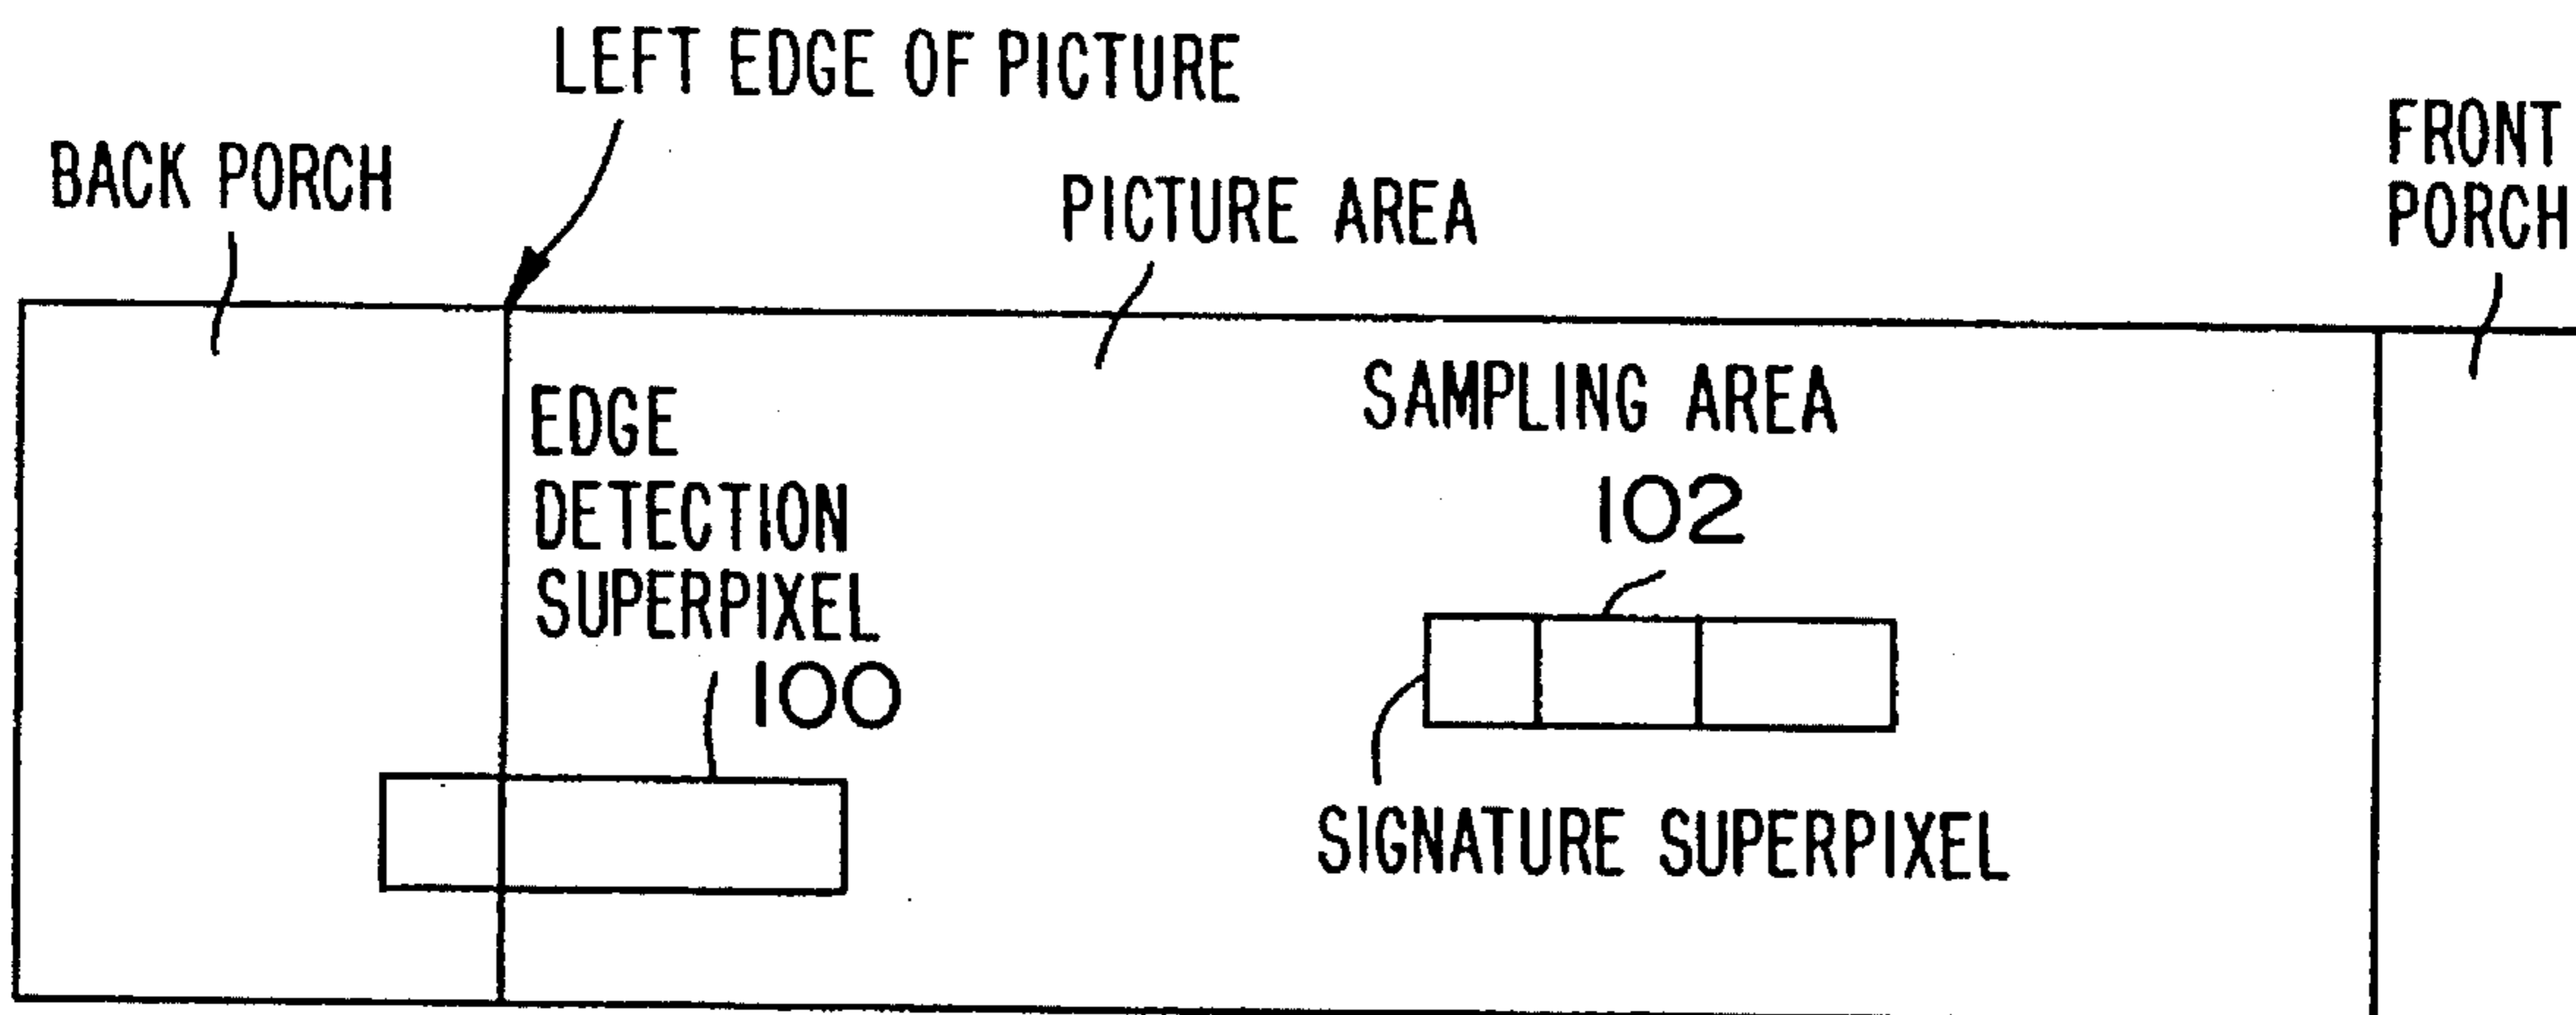 LEFT EDGE OF PICTURE
BACK PORCH
PICTURE AREA
FRONT
PORCH
EDGE
DETECTION
SUPERPIXEL
100
SAMPLING AREA
102
SIGNATURE SUPERPIXEL